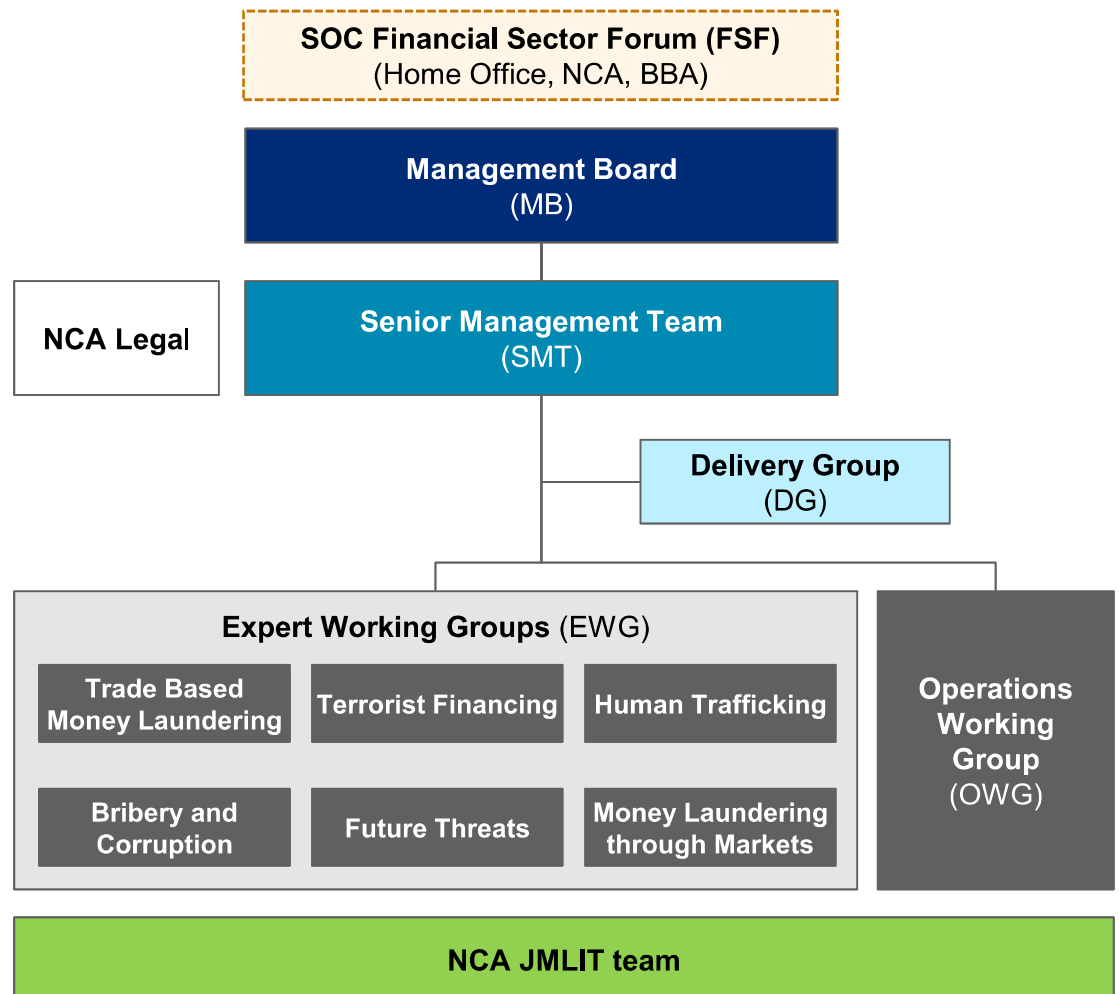 SOC Financial Sector Forum (FSF)
(Home Office, NCA, BBA)
Management Board
(MB)
NCA Legal
Senior Management Team
(SMT)
Delivery Group
(DG)
Expert Working Groups (EWG)
Trade Based
Money Laundering
Terrorist Financing
Human Trafficking
Bribery and
Corruption
Future Threats
Money Laundering
through Markets
Operations
Working
Group
(OWG)
NCA JMLIT team